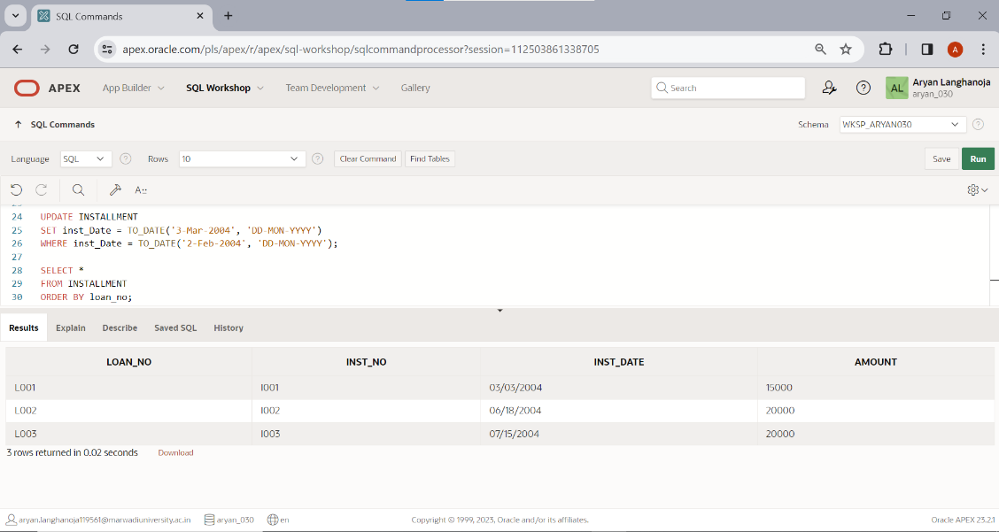 SQL Commands
apex.oracle.com/pls/apex/r/apex/sql-workshop/sqlcommandprocessor?session=112503861338705
A
APEX App Builder SQL Workshop Team Development Gallery Search AL Aryan Langhanoja
aryan_030
SQL Commands Schema WKSP_ARYAN030
Language SQL Rows 10 Clear Command Find Tables Save Run
24 UPDATE INSTALLMENT
25 SET inst_Date = TO_DATE('3-Mar-2004', 'DD-MON-YYYY')
26 WHERE inst_Date = TO_DATE('2-Feb-2004', 'DD-MON-YYYY');
27
28 SELECT *
29 FROM INSTALLMENT
30 ORDER BY loan_no;
Results Explain Describe Saved SQL History
LOAN_NO INST_NO INST_DATE AMOUNT
L001 I001 03/03/2004 15000
L002 I002 06/18/2004 20000
L003 I003 07/15/2004 20000
3 rows returned in 0.02 seconds Download
aryan.langhanoja119561@marwadiuniversity.ac.in aryan_030 en Copyright © 1999, 2023, Oracle and/or its affiliates. Oracle APEX 23.2.1